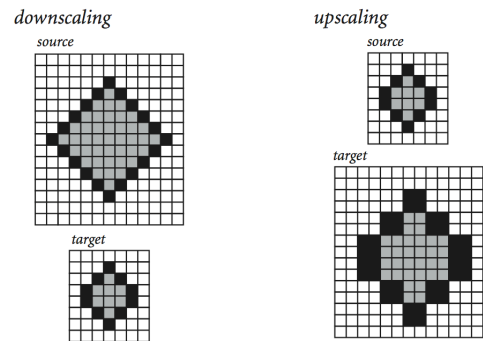 downscaling
source
target
upscaling
source
target